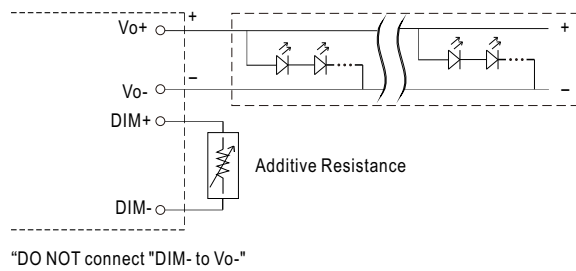 Vo+
+
+
Vo-
−
−
DIM+
Additive Resistance
DIM-
“DO NOT connect "DIM- to Vo-"